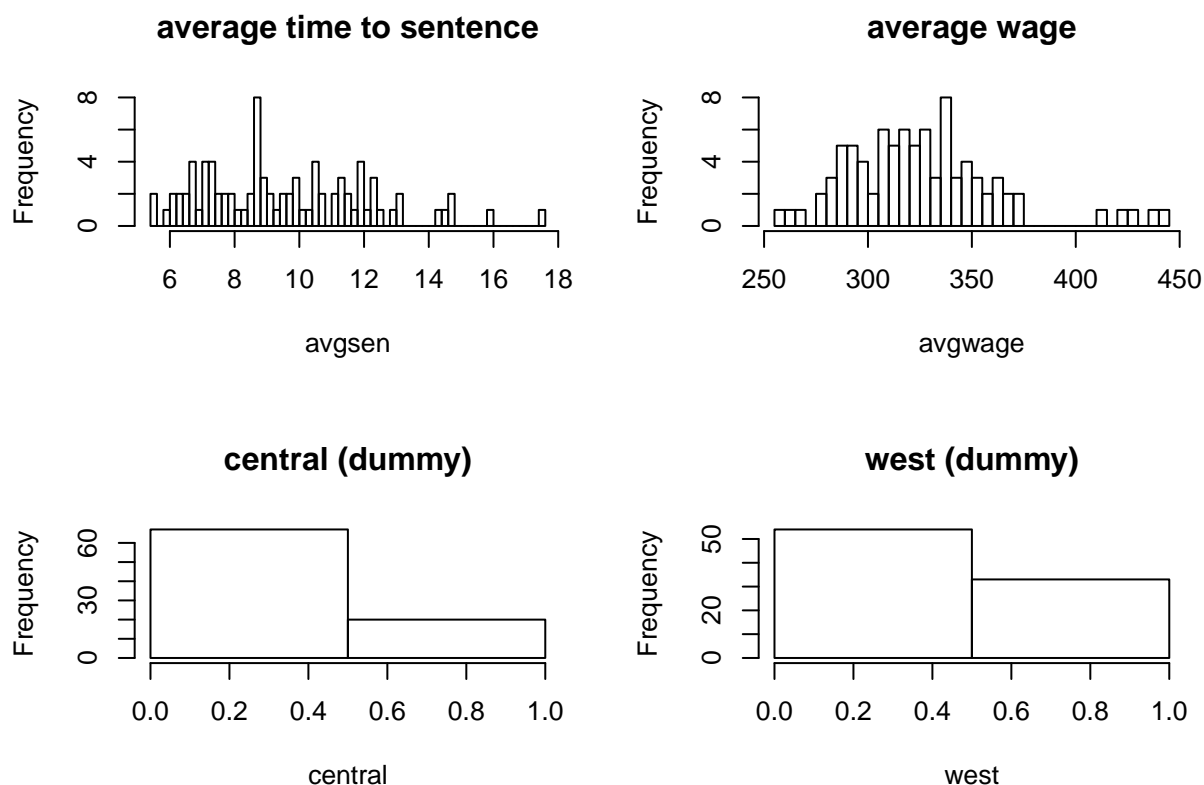 average time to sentence
Frequency
0
4
8
6 8 10 12 14 16 18
avgsen
average wage
Frequency
0
4
8
250 300 350 400 450
avgwage
central (dummy)
Frequency
0
30
60
0.0 0.2 0.4 0.6 0.8 1.0
central
west (dummy)
Frequency
0
20
50
0.0 0.2 0.4 0.6 0.8 1.0
west